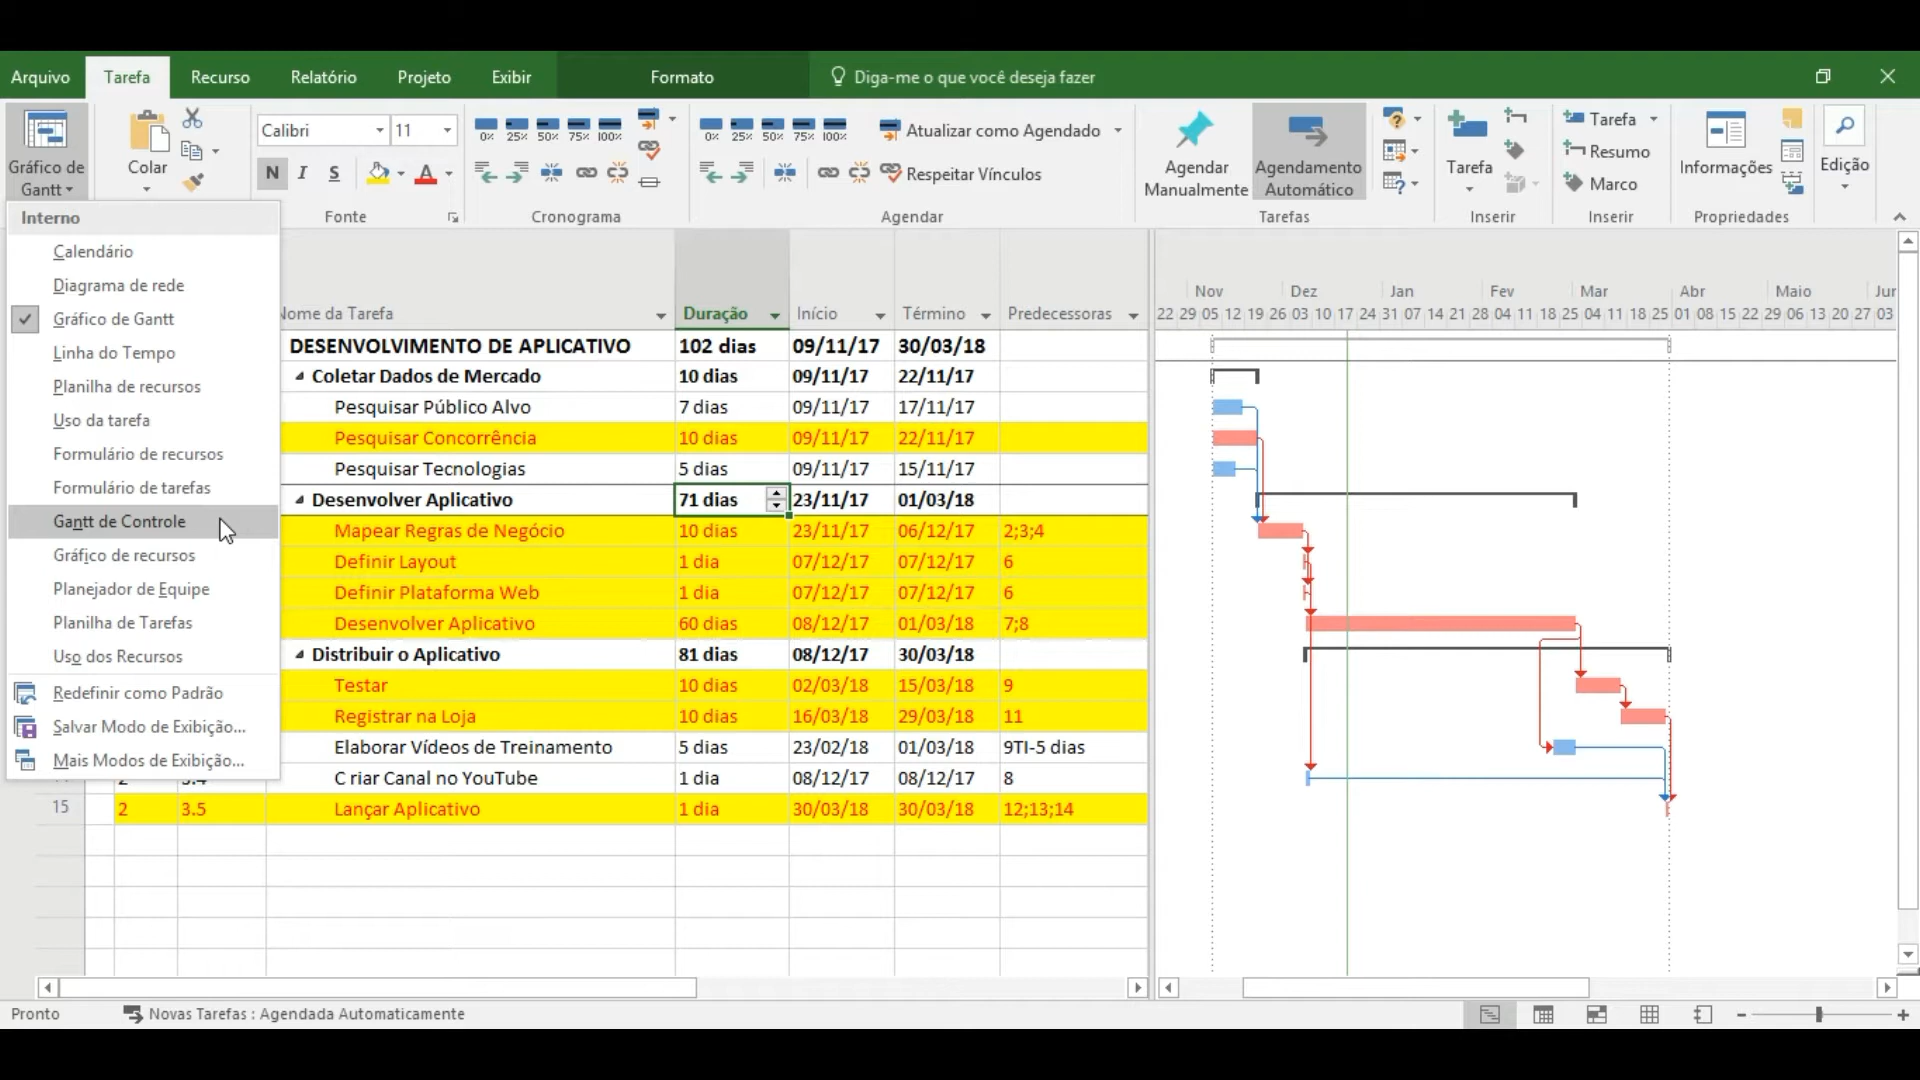 Arquivo Tarefa Recurso Relatório Projeto Exibir Formato Diga-me o que você deseja fazer
Gráfico de Gantt
Colar
Calibri 11
N I S A
Fonte
0% 25% 50% 75% 100%
Cronograma
0% 25% 50% 75% 100%
Atualizar como Agendado
Respeitar Vínculos
Agendar
Agendar Manualmente
Agendamento Automático
Tarefas
Tarefa
Inserir
Tarefa
Resumo
Marco
Inserir
Informações
Propriedades
Edição
Interno
Calendário
Diagrama de rede
Gráfico de Gantt
Linha do Tempo
Planilha de recursos
Uso da tarefa
Formulário de recursos
Formulário de tarefas
Gantt de Controle
Gráfico de recursos
Planejador de Equipe
Planilha de Tarefas
Uso dos Recursos
Redefinir como Padrão
Salvar Modo de Exibição...
Mais Modos de Exibição...
Nome da Tarefa Duração Início Término Predecessoras
DESENVOLVIMENTO DE APLICATIVO 102 dias 09/11/17 30/03/18
Coletar Dados de Mercado 10 dias 09/11/17 22/11/17
Pesquisar Público Alvo 7 dias 09/11/17 17/11/17
Pesquisar Concorrência 10 dias 09/11/17 22/11/17
Pesquisar Tecnologias 5 dias 09/11/17 15/11/17
Desenvolver Aplicativo 71 dias 23/11/17 01/03/18
Mapear Regras de Negócio 10 dias 23/11/17 06/12/17 2;3;4
Definir Layout 1 dia 07/12/17 07/12/17 6
Definir Plataforma Web 1 dia 07/12/17 07/12/17 6
Desenvolver Aplicativo 60 dias 08/12/17 01/03/18 7;8
Distribuir o Aplicativo 81 dias 08/12/17 30/03/18
Testar 10 dias 02/03/18 15/03/18 9
Registrar na Loja 10 dias 16/03/18 29/03/18 11
Elaborar Vídeos de Treinamento 5 dias 23/02/18 01/03/18 9TI-5 dias
C riar Canal no YouTube 1 dia 08/12/17 08/12/17 8
15 2 3.5 Lançar Aplicativo 1 dia 30/03/18 30/03/18 12;13;14
Nov Dez Jan Fev Mar Abr Maio Jun
22 29 05 12 19 26 03 10 17 24 31 07 14 21 28 04 11 18 25 04 11 18 25 01 08 15 22 29 06 13 20 27 03
Pronto Novas Tarefas : Agendada Automaticamente